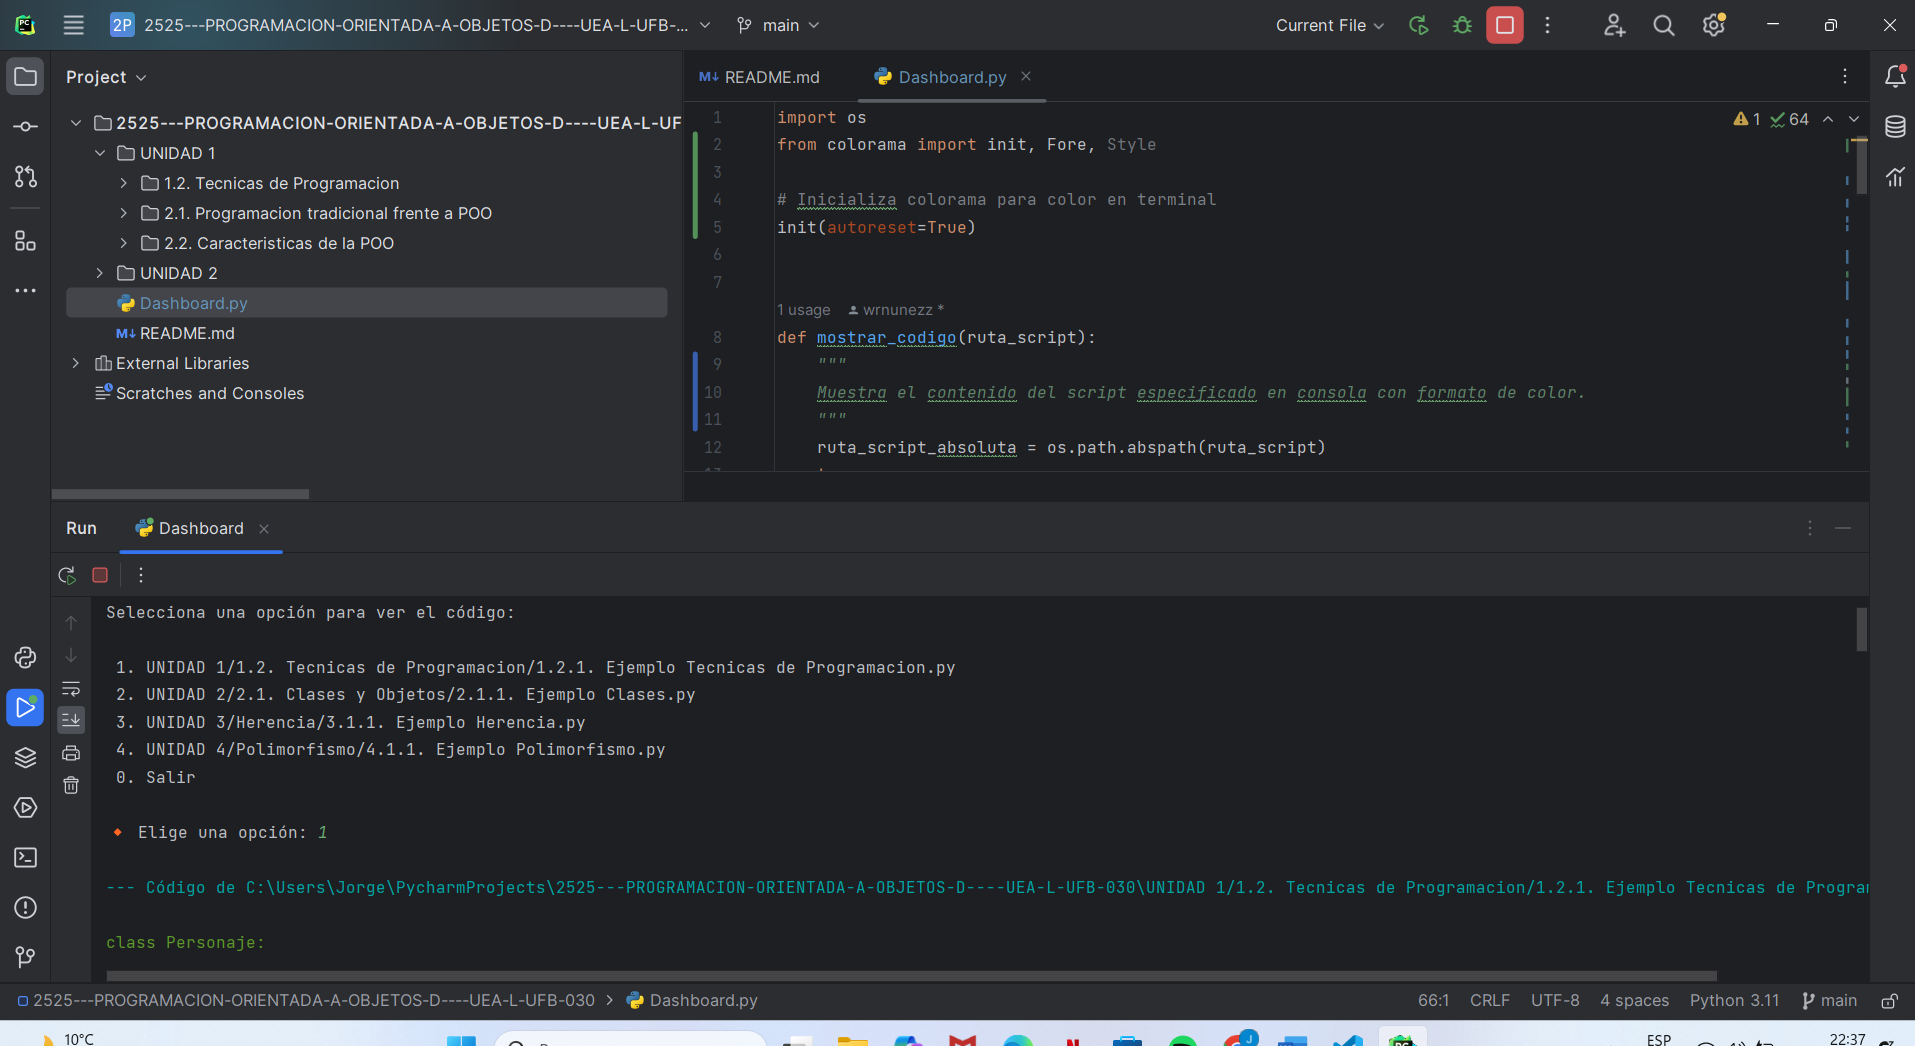 2P 2525---PROGRAMACION-ORIENTADA-A-OBJETOS-D----UEA-L-UFB-... main Current File
Project
2525---PROGRAMACION-ORIENTADA-A-OBJETOS-D----UEA-L-UF
UNIDAD 1
1.2. Tecnicas de Programacion
2.1. Programacion tradicional frente a POO
2.2. Caracteristicas de la POO
UNIDAD 2
Dashboard.py
README.md
External Libraries
Scratches and Consoles
README.md Dashboard.py
1 import os
2 from colorama import init, Fore, Style
3
4 # Inicializa colorama para color en terminal
5 init(autoreset=True)
6
7
1 usage wrnunezz *
8 def mostrar_codigo(ruta_script):
9 """
10 Muestra el contenido del script especificado en consola con formato de color.
11 """
12 ruta_script_absoluta = os.path.abspath(ruta_script)
1 64
Run Dashboard
Selecciona una opción para ver el código:
1. UNIDAD 1/1.2. Tecnicas de Programacion/1.2.1. Ejemplo Tecnicas de Programacion.py
2. UNIDAD 2/2.1. Clases y Objetos/2.1.1. Ejemplo Clases.py
3. UNIDAD 3/Herencia/3.1.1. Ejemplo Herencia.py
4. UNIDAD 4/Polimorfismo/4.1.1. Ejemplo Polimorfismo.py
0. Salir
🔸 Elige una opción: 1
--- Código de C:\Users\Jorge\PycharmProjects\2525---PROGRAMACION-ORIENTADA-A-OBJETOS-D----UEA-L-UFB-030\UNIDAD 1/1.2. Tecnicas de Programacion/1.2.1. Ejemplo Tecnicas de Progra
class Personaje:
2525---PROGRAMACION-ORIENTADA-A-OBJETOS-D----UEA-L-UFB-030 > Dashboard.py 66:1 CRLF UTF-8 4 spaces Python 3.11 main
10°C ESP 22:37